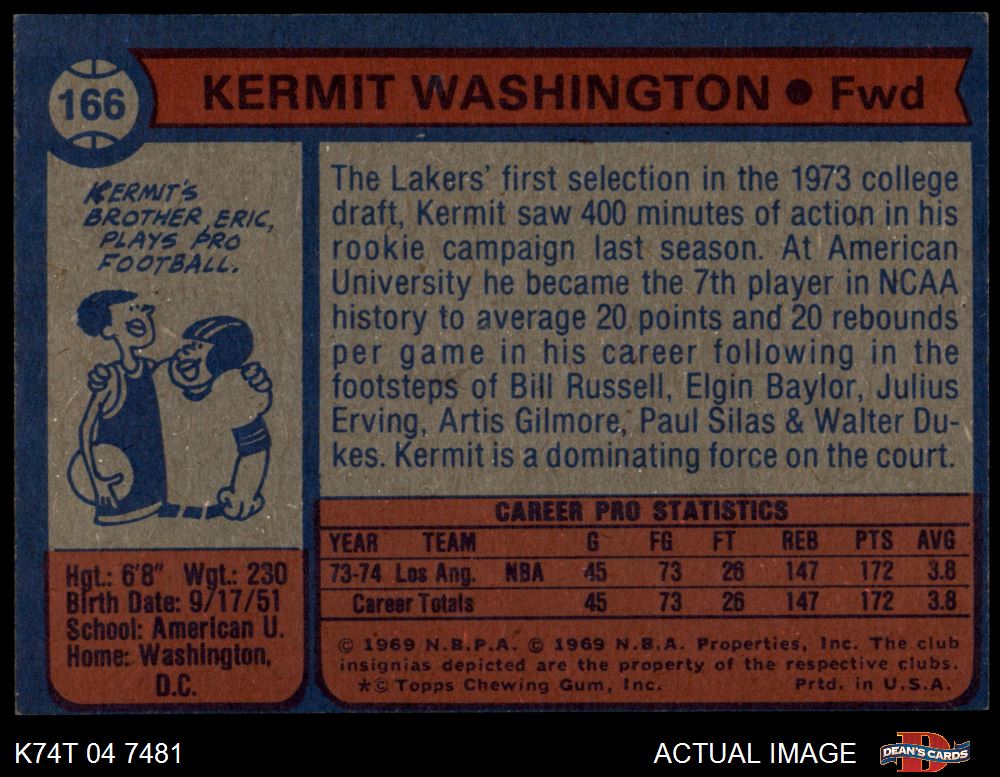 166
KERMIT WASHINGTON ● Fwd
KERMIT'S
BROTHER, ERIC,
PLAYS PRO
FOOTBALL.
The Lakers' first selection in the 1973 college
draft, Kermit saw 400 minutes of action in his
rookie campaign last season. At American
University he became the 7th player in NCAA
history to average 20 points and 20 rebounds
per game in his career following in the
footsteps of Bill Russell, Elgin Baylor, Julius
Erving, Artis Gilmore, Paul Silas & Walter Du-
kes. Kermit is a dominating force on the court.
Hgt.: 6'8" Wgt.: 230
Birth Date: 9/17/51
School: American U.
Home: Washington,
D.C.
CAREER PRO STATISTICS
YEAR TEAM G FG FT REB PTS AVG
73-74 Los Ang. NBA 45 73 26 147 172 3.8
Career Totals 45 73 26 147 172 3.8
© 1969 N.B.P.A. © 1969 N.B.A. Properties, Inc. The club
insignias depicted are the property of the respective clubs.
*© Topps Chewing Gum, Inc. Prtd. in U.S.A.
K74T 04 7481 ACTUAL IMAGE D DEAN'S CARDS